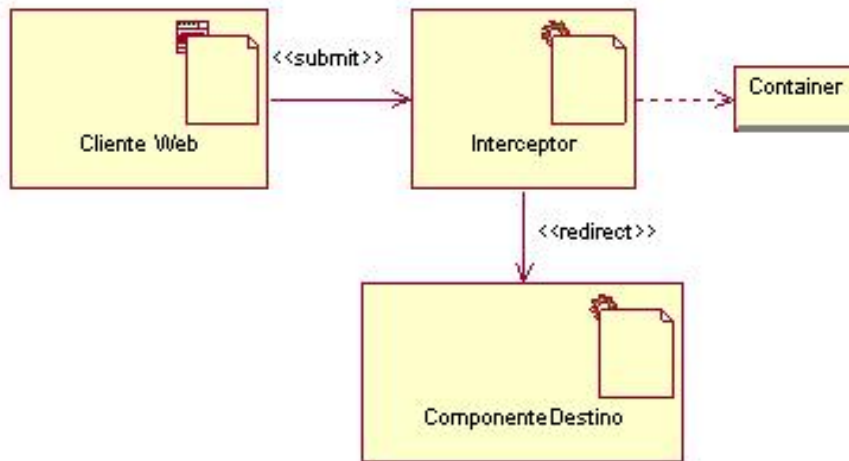 <<submit>>
Container
Cliente Web
Interceptor
<<redirect>>
ComponenteDestino